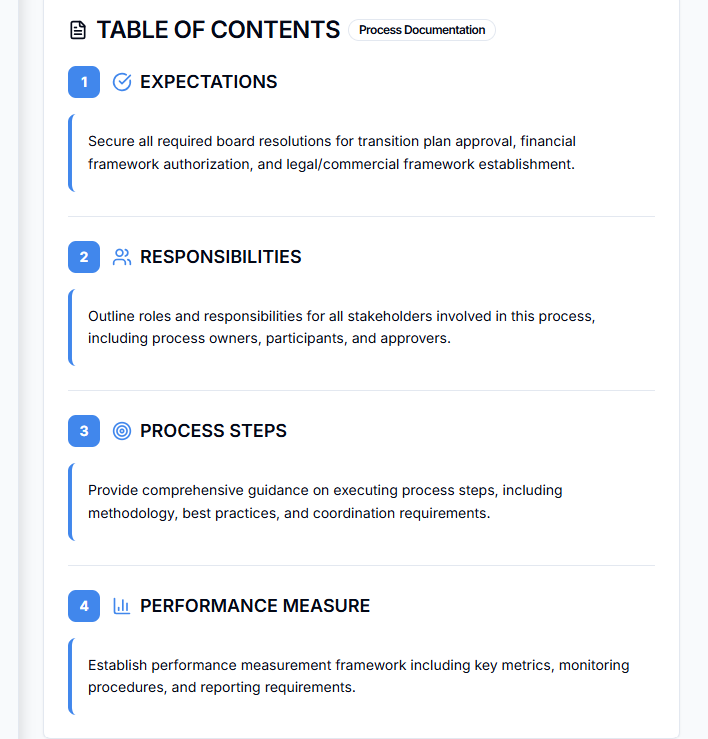 TABLE OF CONTENTS Process Documentation
1 EXPECTATIONS
Secure all required board resolutions for transition plan approval, financial
framework authorization, and legal/commercial framework establishment.
2 RESPONSIBILITIES
Outline roles and responsibilities for all stakeholders involved in this process,
including process owners, participants, and approvers.
3 PROCESS STEPS
Provide comprehensive guidance on executing process steps, including
methodology, best practices, and coordination requirements.
4 PERFORMANCE MEASURE
Establish performance measurement framework including key metrics, monitoring
procedures, and reporting requirements.